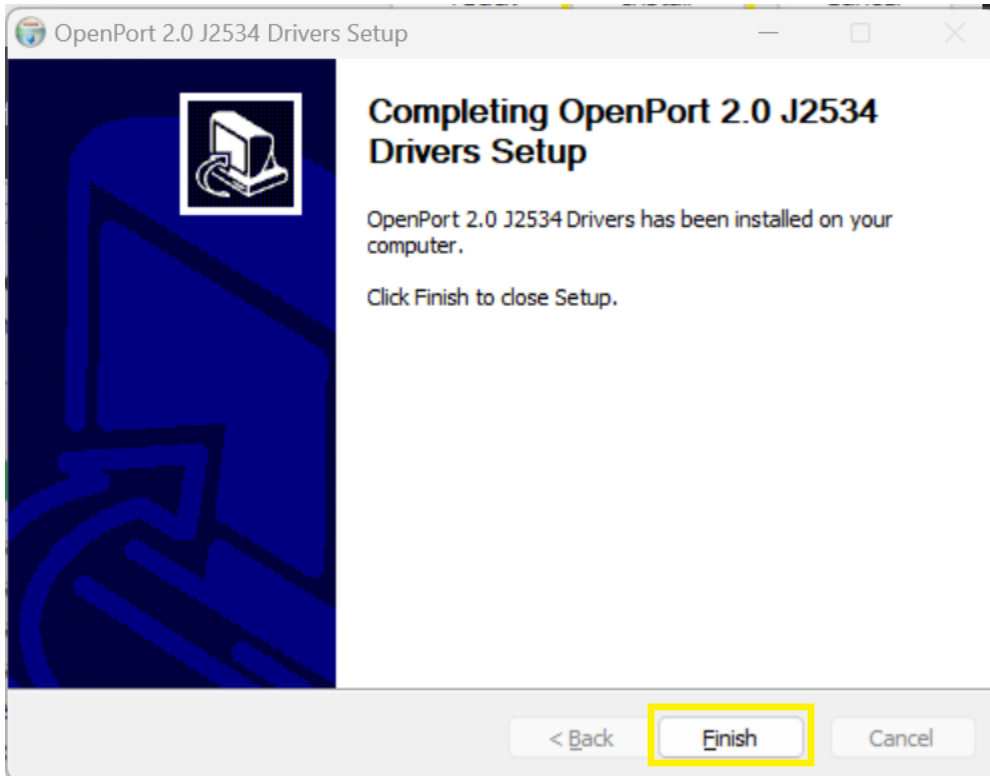 OpenPort 2.0 J2534 Drivers Setup
Completing OpenPort 2.0 J2534
Drivers Setup
OpenPort 2.0 J2534 Drivers has been installed on your
computer.
Click Finish to close Setup.
< Back Finish Cancel